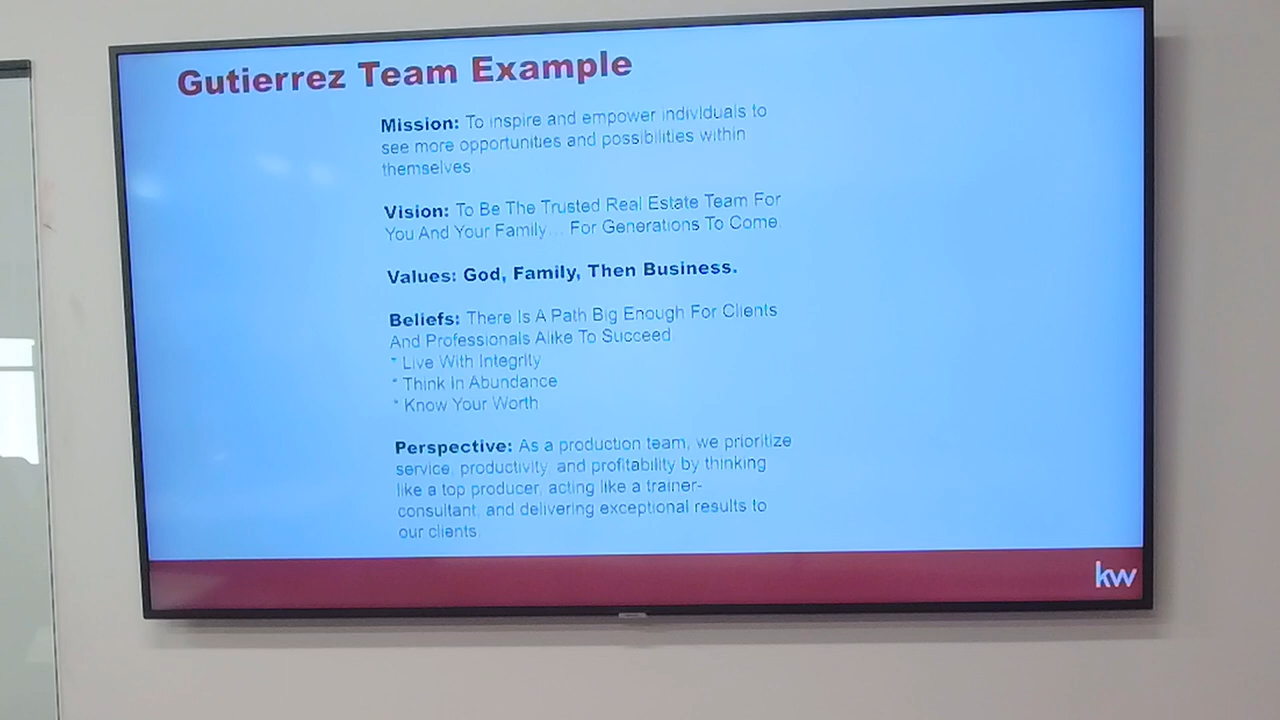 Gutierrez Team Example
Mission: To inspire and empower individuals to
see more opportunities and possibilities within
themselves.
Vision: To Be The Trusted Real Estate Team For
You And Your Family... For Generations To Come.
Values: God, Family, Then Business.
Beliefs: There Is A Path Big Enough For Clients
And Professionals Alike To Succeed.
* Live With Integrity
* Think In Abundance
* Know Your Worth
Perspective: As a production team, we prioritize
service, productivity, and profitability by thinking
like a top producer, acting like a trainer-
consultant, and delivering exceptional results to
our clients.
kw